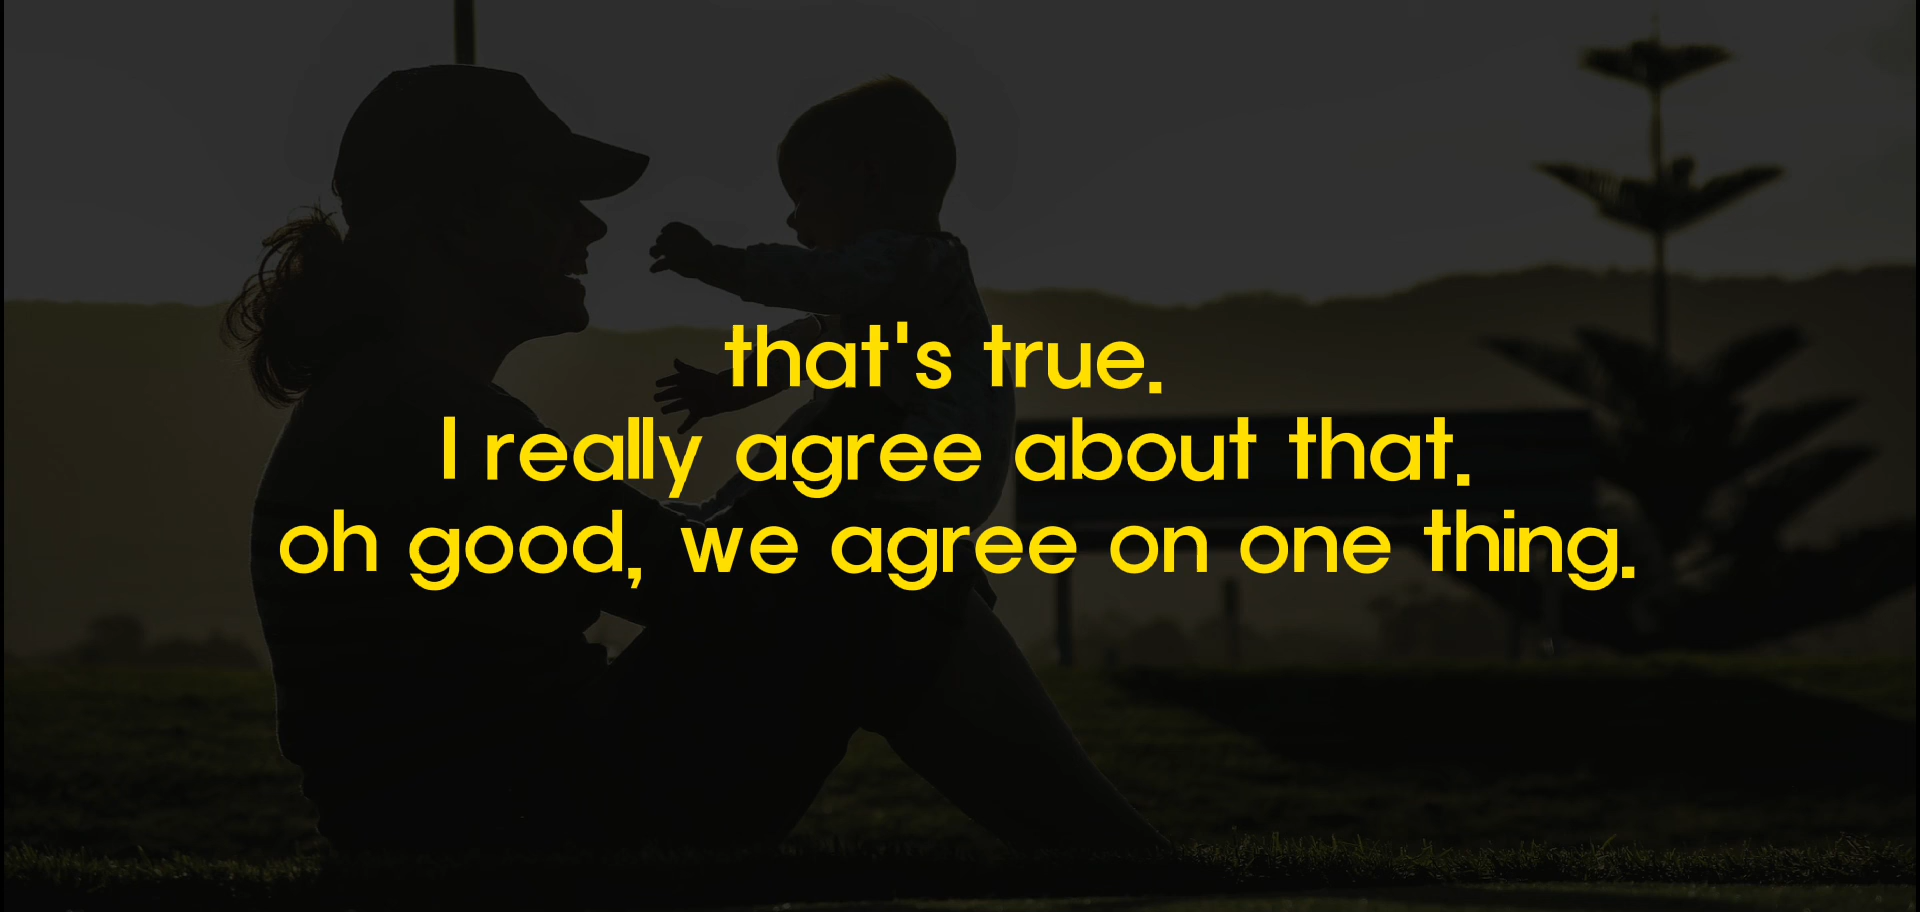 that's true.
I really agree about that.
oh good, we agree on one thing.